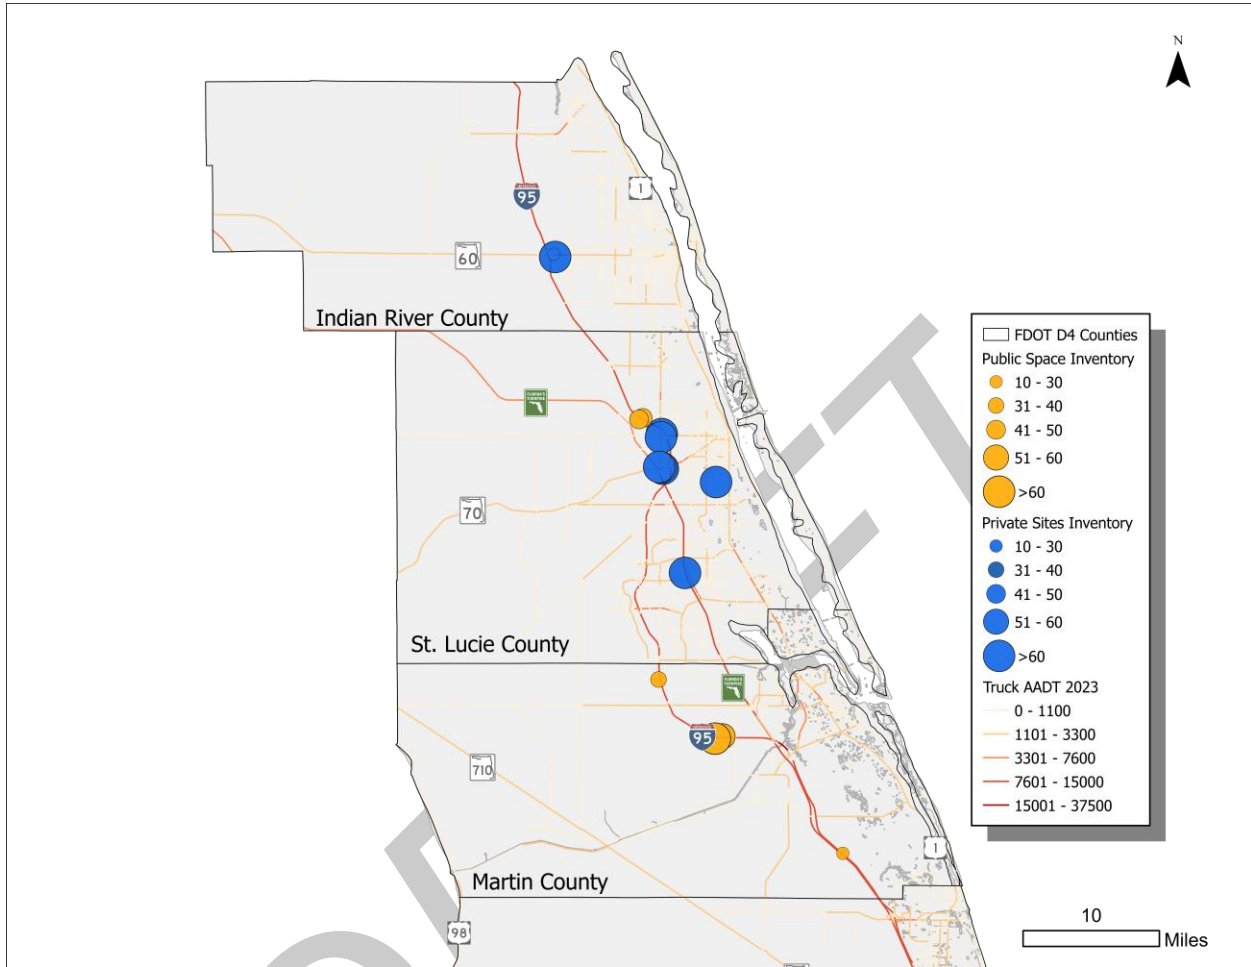 N
95
1
60
Indian River County
FLORIDA'S
TURNPIKE
70
St. Lucie County
95
710
1
Martin County
98
FDOT D4 Counties
Public Space Inventory
10 - 30
31 - 40
41 - 50
51 - 60
>60
Private Sites Inventory
10 - 30
31 - 40
41 - 50
51 - 60
>60
Truck AADT 2023
0 - 1100
1101 - 3300
3301 - 7600
7601 - 15000
15001 - 37500
10
Miles